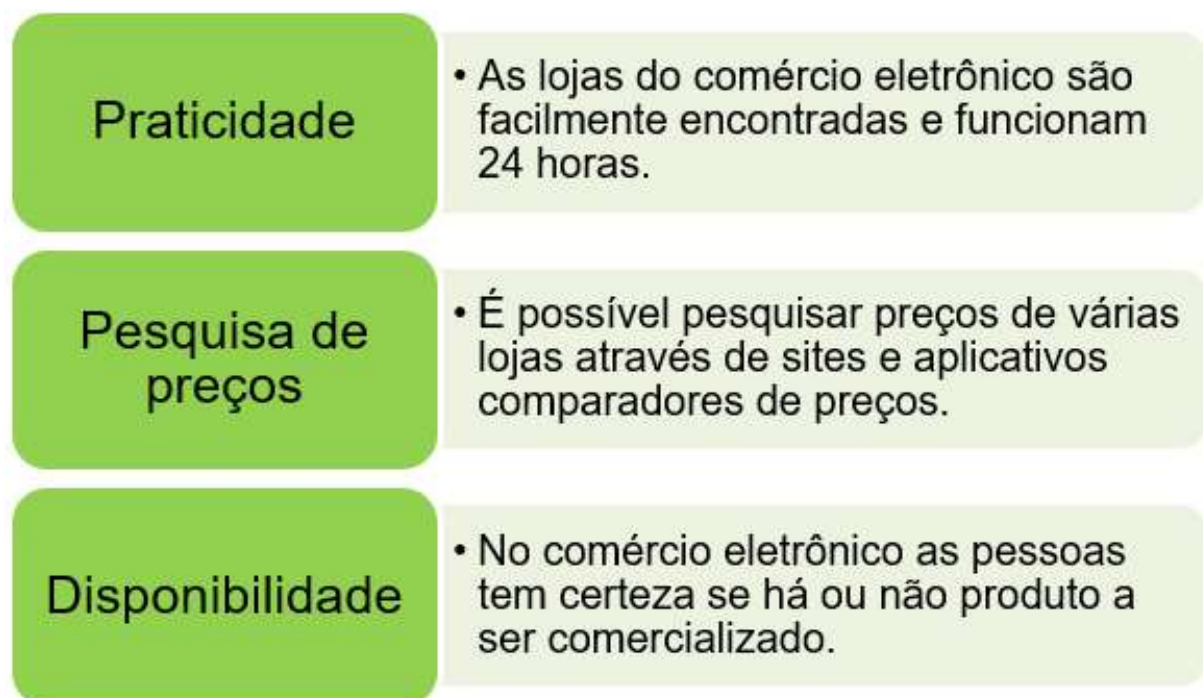 Praticidade
• As lojas do comércio eletrônico são
facilmente encontradas e funcionam
24 horas.
Pesquisa de
preços
• É possível pesquisar preços de várias
lojas através de sites e aplicativos
comparadores de preços.
Disponibilidade
• No comércio eletrônico as pessoas
tem certeza se há ou não produto a
ser comercializado.